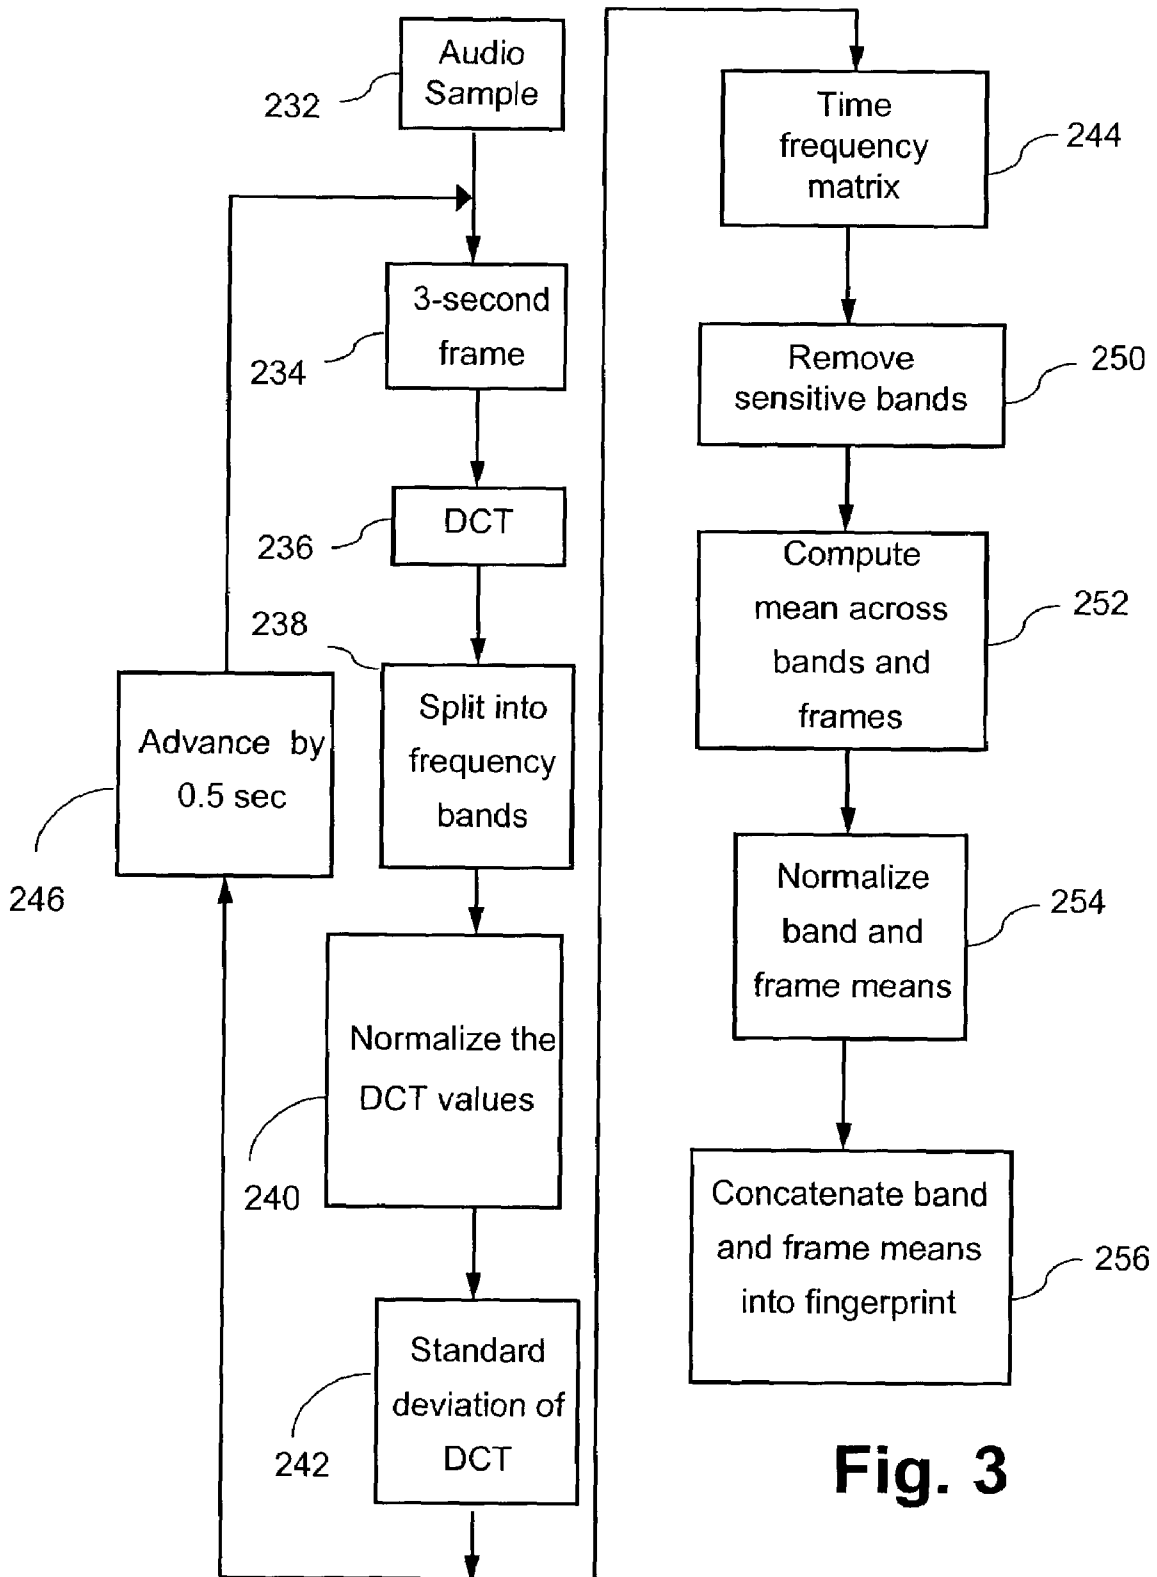 Audio
Sample
232
3-second
frame
234
DCT
236
238
Split into
frequency
bands
Advance by
0.5 sec
246
Normalize the
DCT values
240
Standard
deviation of
DCT
242
Time
frequency
matrix
244
Remove
sensitive bands
250
Compute
mean across
bands and
frames
252
Normalize
band and
frame means
254
Concatenate band
and frame means
into fingerprint
256
Fig. 3